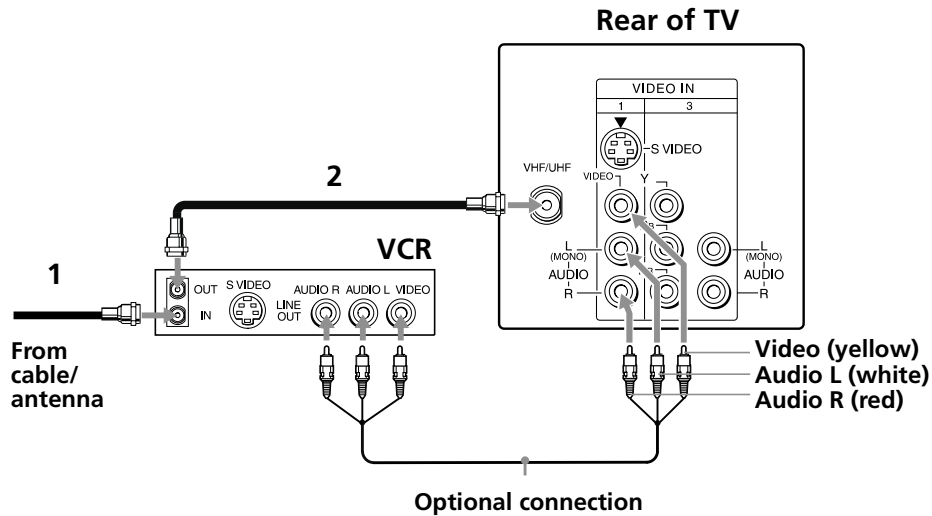 Rear of TV
VIDEO IN
1 3
S VIDEO
VHF/UHF
VIDEO
Y
B
R
L
(MONO)
AUDIO
R
L
(MONO)
AUDIO
R
2
VCR
1
OUT
IN
S VIDEO
LINE
OUT
AUDIO R AUDIO L VIDEO
From
cable/
antenna
Video (yellow)
Audio L (white)
Audio R (red)
Optional connection